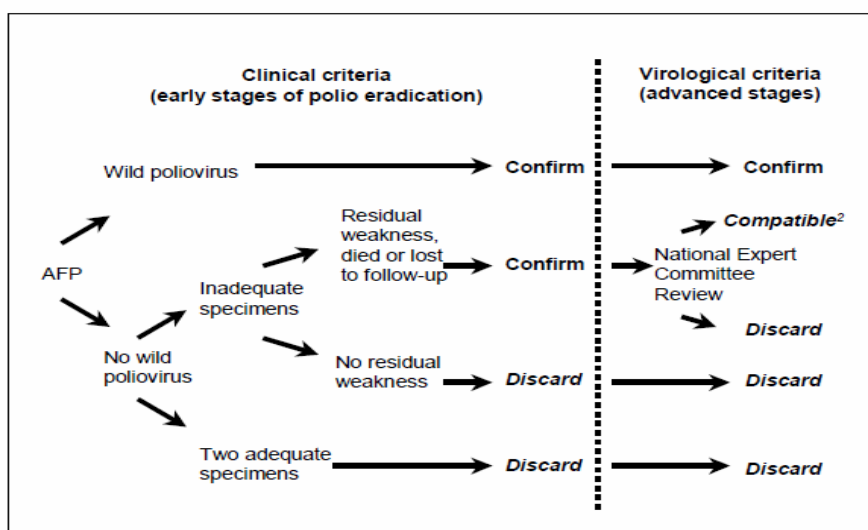 Clinical criteria
(early stages of polio eradication)
Virological criteria
(advanced stages)
Wild poliovirus
Confirm
Confirm
Residual
weakness,
died or lost
to follow-up
Compatible²
AFP
Inadequate
specimens
Confirm
National Expert
Committee
Review
Discard
No wild
poliovirus
No residual
weakness
Discard
Discard
Two adequate
specimens
Discard
Discard